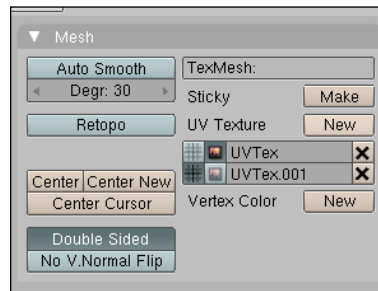 Mesh
Auto Smooth
Degr: 30
Retopo
Center Center New
Center Cursor
Double Sided
No V.Normal Flip
TexMesh:
Sticky Make
UV Texture New
UVTex
UVTex.001
Vertex Color New